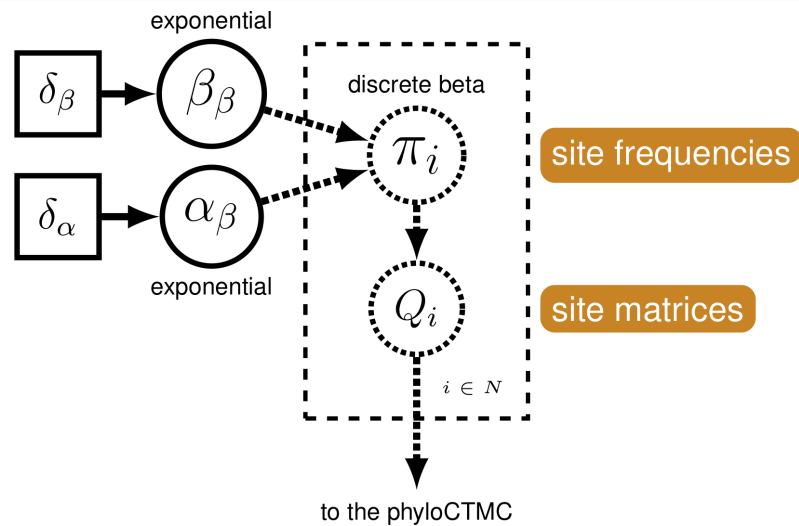 exponential
δ_β
β_β
discrete beta
π_i
site frequencies
δ_α
α_β
exponential
Q_i
site matrices
i ∈ N
to the phyloCTMC